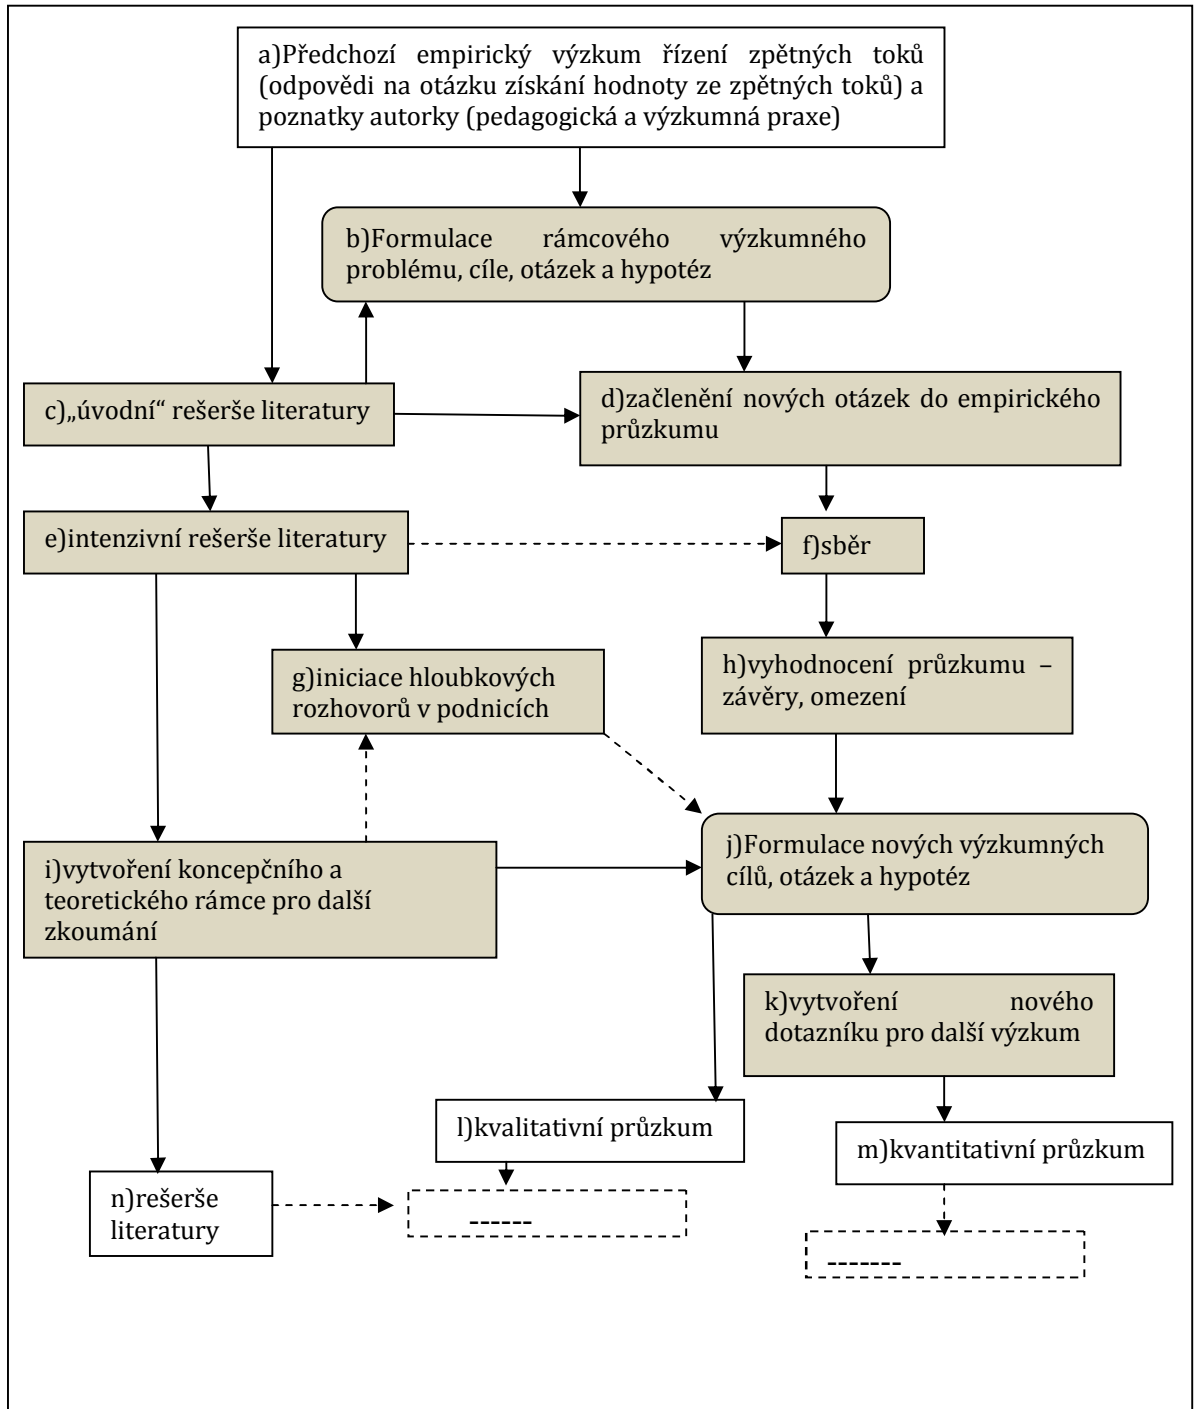 a)Předchozí empirický výzkum řízení zpětných toků
(odpovědi na otázku získání hodnoty ze zpětných toků) a
poznatky autorky (pedagogická a výzkumná praxe)
b)Formulace rámcového výzkumného
problému, cíle, otázek a hypotéz
c)„úvodní“ rešerše literatury
d)začlenění nových otázek do empirického
průzkumu
e)intenzivní rešerše literatury
f)sběr
g)iniciace hloubkových
rozhovorů v podnicích
h)vyhodnocení průzkumu –
závěry, omezení
i)vytvoření koncepčního a
teoretického rámce pro další
zkoumání
j)Formulace nových výzkumných
cílů, otázek a hypotéz
k)vytvoření nového
dotazníku pro další výzkum
l)kvalitativní průzkum
m)kvantitativní průzkum
n)rešerše
literatury
------
-------